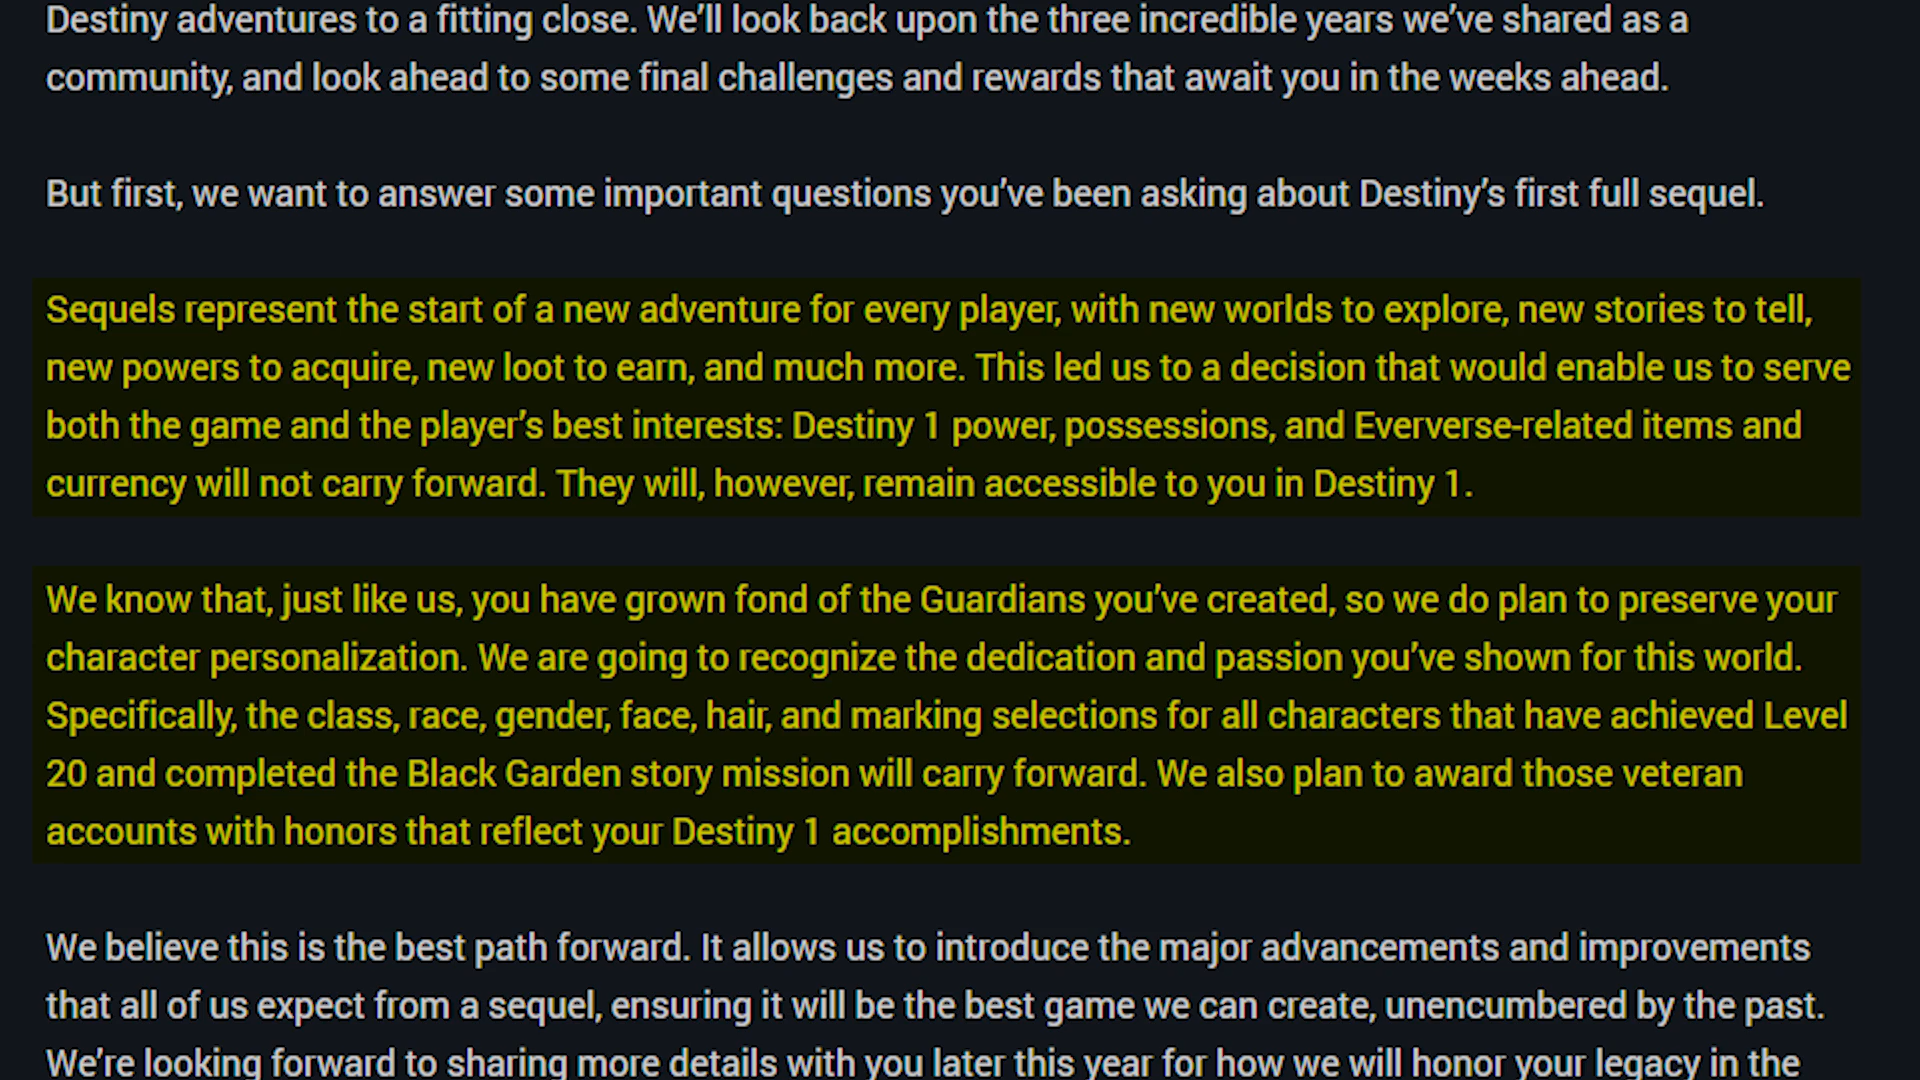 Destiny adventures to a fitting close. We’ll look back upon the three incredible years we’ve shared as a
community, and look ahead to some final challenges and rewards that await you in the weeks ahead.
But first, we want to answer some important questions you’ve been asking about Destiny’s first full sequel.
Sequels represent the start of a new adventure for every player, with new worlds to explore, new stories to tell,
new powers to acquire, new loot to earn, and much more. This led us to a decision that would enable us to serve
both the game and the player’s best interests: Destiny 1 power, possessions, and Eververse-related items and
currency will not carry forward. They will, however, remain accessible to you in Destiny 1.
We know that, just like us, you have grown fond of the Guardians you’ve created, so we do plan to preserve your
character personalization. We are going to recognize the dedication and passion you’ve shown for this world.
Specifically, the class, race, gender, face, hair, and marking selections for all characters that have achieved Level
20 and completed the Black Garden story mission will carry forward. We also plan to award those veteran
accounts with honors that reflect your Destiny 1 accomplishments.
We believe this is the best path forward. It allows us to introduce the major advancements and improvements
that all of us expect from a sequel, ensuring it will be the best game we can create, unencumbered by the past.
We’re looking forward to sharing more details with you later this year for how we will honor your legacy in the